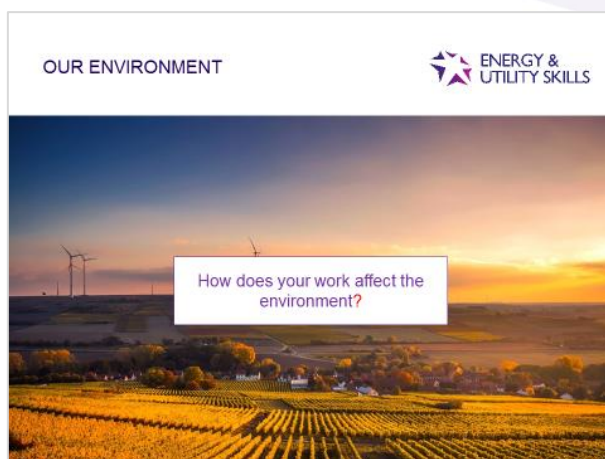 OUR ENVIRONMENT
ENERGY &
UTILITY SKILLS
How does your work affect the
environment?